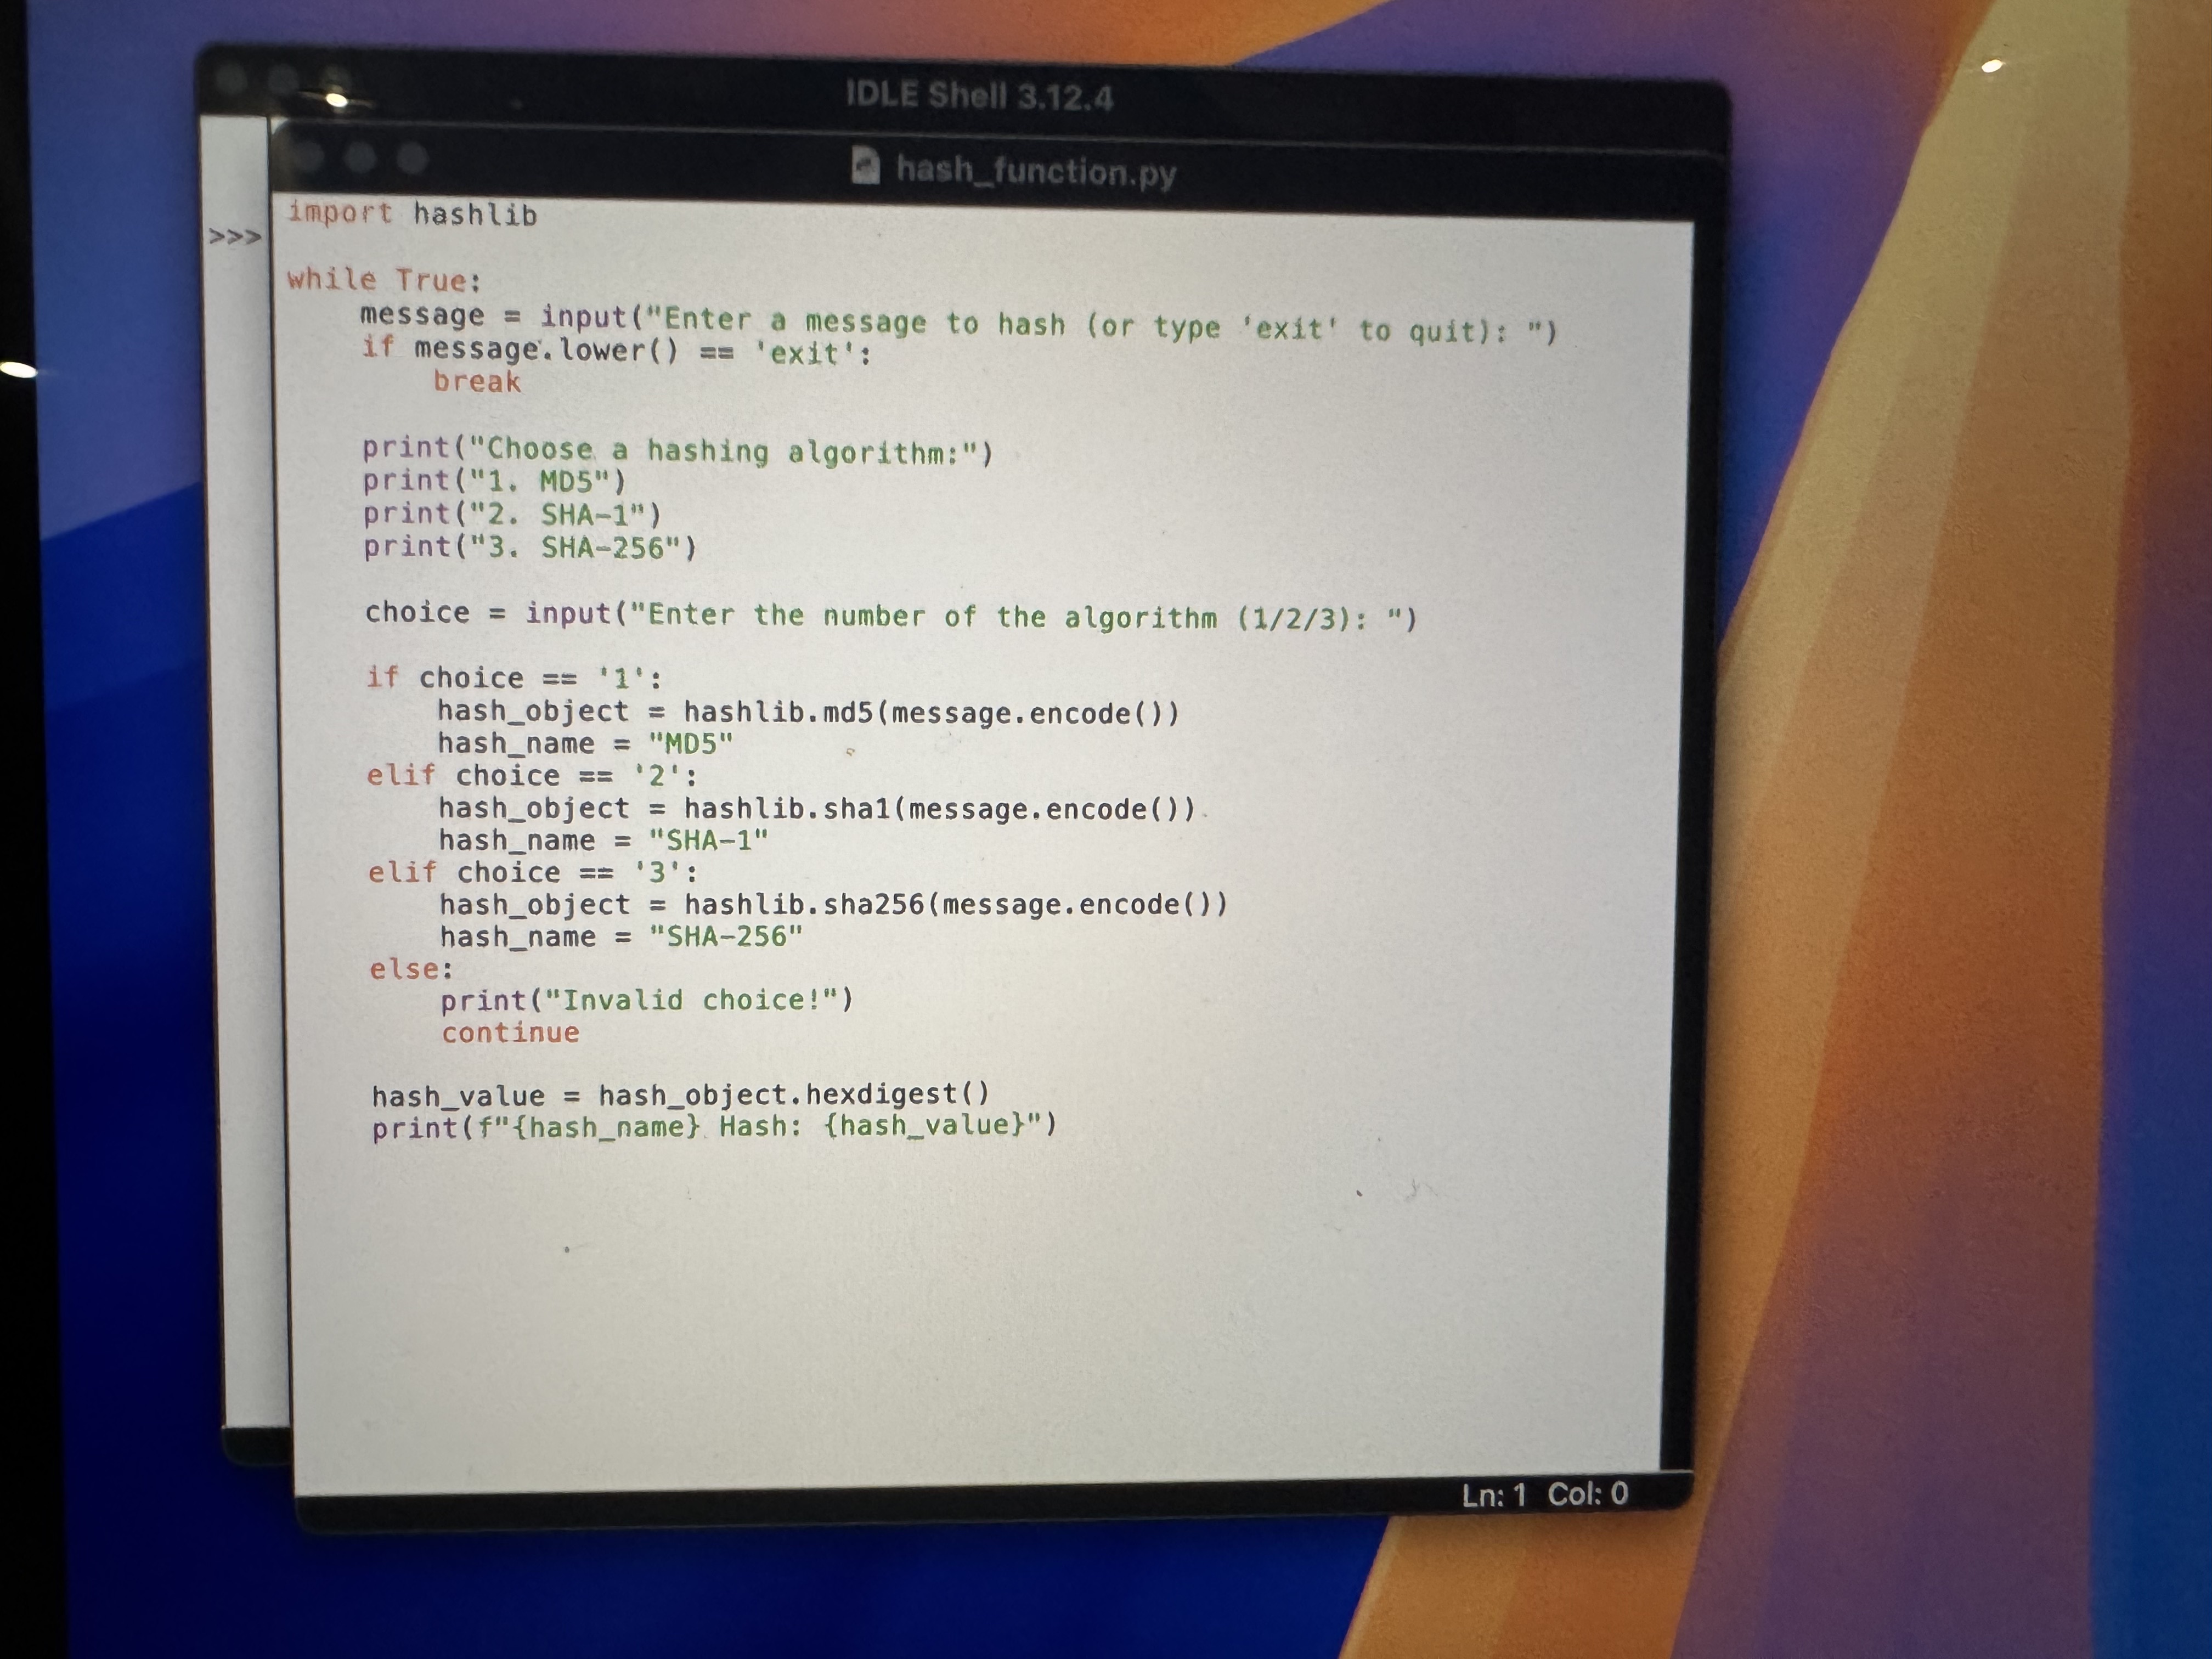 IDLE Shell 3.12.4
hash_function.py
>>>
import hashlib

while True:
    message = input("Enter a message to hash (or type 'exit' to quit): ")
    if message.lower() == 'exit':
        break

    print("Choose a hashing algorithm:")
    print("1. MD5")
    print("2. SHA-1")
    print("3. SHA-256")

    choice = input("Enter the number of the algorithm (1/2/3): ")

    if choice == '1':
        hash_object = hashlib.md5(message.encode())
        hash_name = "MD5"
    elif choice == '2':
        hash_object = hashlib.sha1(message.encode())
        hash_name = "SHA-1"
    elif choice == '3':
        hash_object = hashlib.sha256(message.encode())
        hash_name = "SHA-256"
    else:
        print("Invalid choice!")
        continue

    hash_value = hash_object.hexdigest()
    print(f"{hash_name} Hash: {hash_value}")
Ln: 1 Col: 0